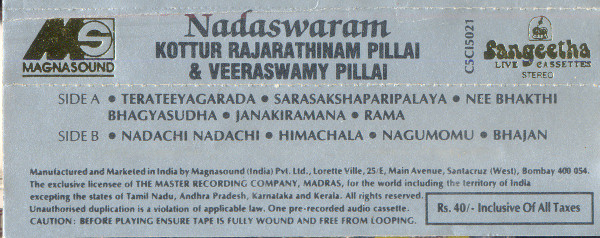 MS
MAGNASOUND
Nadaswaram
KOTTUR RAJARATHINAM PILLAI
& VEERASWAMY PILLAI
C5CI5021
Sangeetha
LIVE CASSETTES
STEREO
SIDE A • TERATEEYAGARADA • SARASAKSHAPARIPALAYA • NEE BHAKTHI
BHAGYASUDHA • JANAKIRAMANA • RAMA
SIDE B • NADACHI NADACHI • HIMACHALA • NAGUMOMU • BHAJAN
Manufactured and Marketed in India by Magnasound (India) Pvt. Ltd., Lorette Ville, 25/E, Main Avenue, Santacruz (West), Bombay 400 054.
The exclusive licensee of THE MASTER RECORDING COMPANY, MADRAS, for the world including the territory of India
excepting the states of Tamil Nadu, Andhra Pradesh, Karnataka and Kerala. All rights reserved.
Unauthorised duplication is a violation of applicable law. One pre-recorded audio cassette.
CAUTION: BEFORE PLAYING ENSURE TAPE IS FULLY WOUND AND FREE FROM LOOPING.
Rs. 40/- Inclusive Of All Taxes